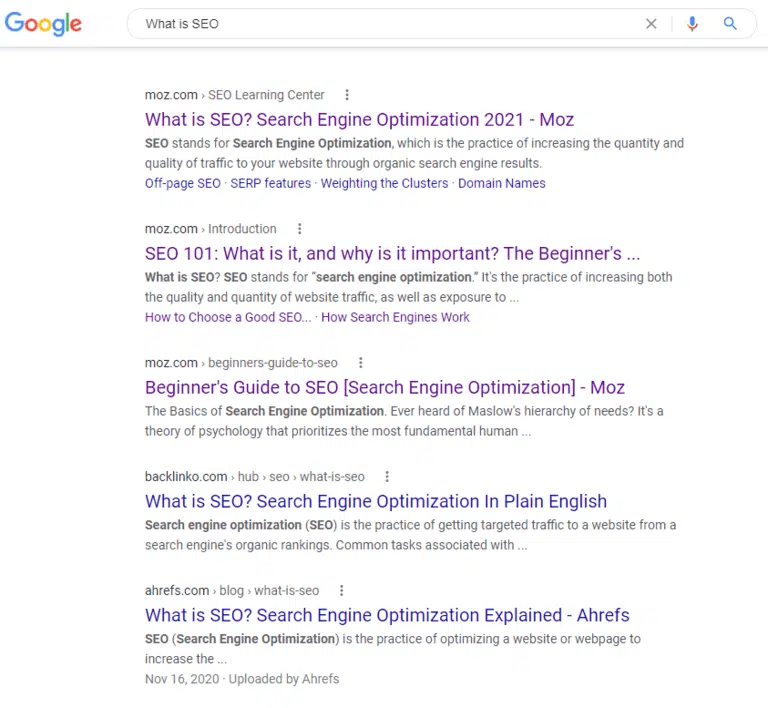 Google What is SEO
moz.com › SEO Learning Center
What is SEO? Search Engine Optimization 2021 - Moz
SEO stands for Search Engine Optimization, which is the practice of increasing the quantity and
quality of traffic to your website through organic search engine results.
Off-page SEO · SERP features · Weighting the Clusters · Domain Names
moz.com › Introduction
SEO 101: What is it, and why is it important? The Beginner's ...
What is SEO? SEO stands for “search engine optimization.” It's the practice of increasing both
the quality and quantity of website traffic, as well as exposure to ...
How to Choose a Good SEO... · How Search Engines Work
moz.com › beginners-guide-to-seo
Beginner's Guide to SEO [Search Engine Optimization] - Moz
The Basics of Search Engine Optimization. Ever heard of Maslow's hierarchy of needs? It's a
theory of psychology that prioritizes the most fundamental human ...
backlinko.com › hub › seo › what-is-seo
What is SEO? Search Engine Optimization In Plain English
Search engine optimization (SEO) is the practice of getting targeted traffic to a website from a
search engine's organic rankings. Common tasks associated with ...
ahrefs.com › blog › what-is-seo
What is SEO? Search Engine Optimization Explained - Ahrefs
SEO (Search Engine Optimization) is the practice of optimizing a website or webpage to
increase the ...
Nov 16, 2020 · Uploaded by Ahrefs